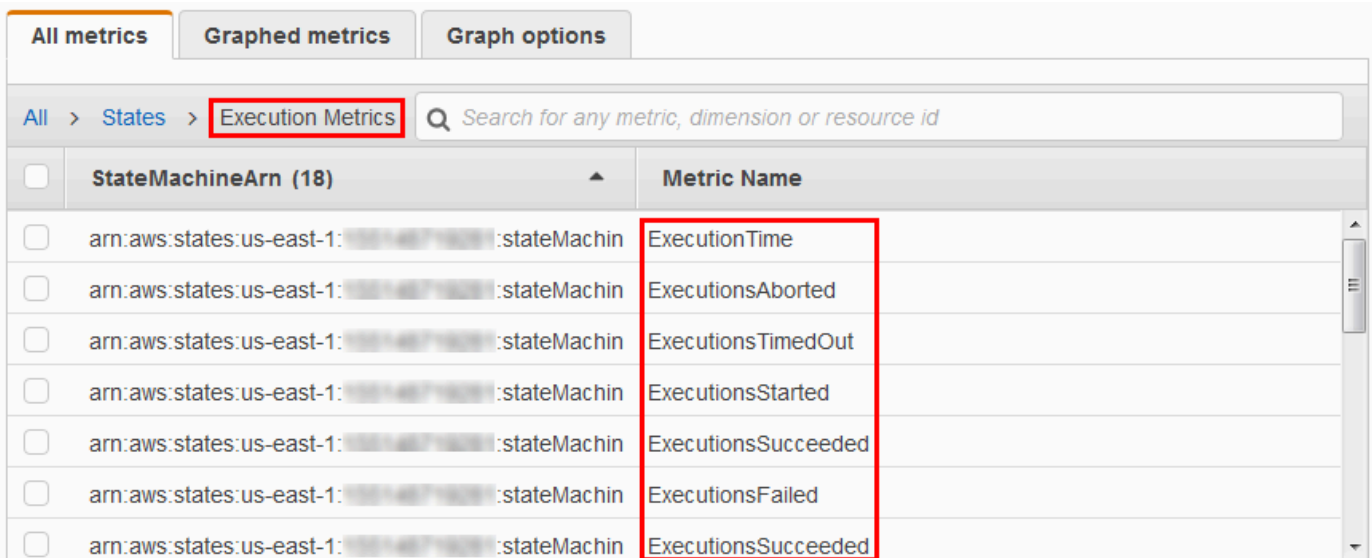 All metrics Graphed metrics Graph options
All > States > Execution Metrics Search for any metric, dimension or resource id
StateMachineArn (18) Metric Name
arn:aws:states:us-east-1: :stateMachin ExecutionTime
arn:aws:states:us-east-1: :stateMachin ExecutionsAborted
arn:aws:states:us-east-1: :stateMachin ExecutionsTimedOut
arn:aws:states:us-east-1: :stateMachin ExecutionsStarted
arn:aws:states:us-east-1: :stateMachin ExecutionsSucceeded
arn:aws:states:us-east-1: :stateMachin ExecutionsFailed
arn:aws:states:us-east-1: :stateMachin ExecutionsSucceeded